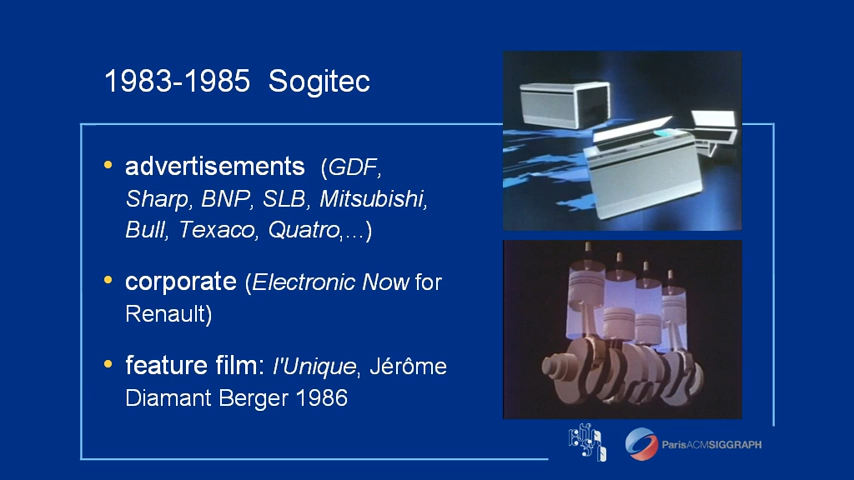 1983-1985 Sogitec
• advertisements (GDF,
Sharp, BNP, SLB, Mitsubishi,
Bull, Texaco, Quatro,...)
• corporate (Electronic Now for
Renault)
• feature film: l'Unique, Jérôme
Diamant Berger 1986
ParisACMSIGGRAPH